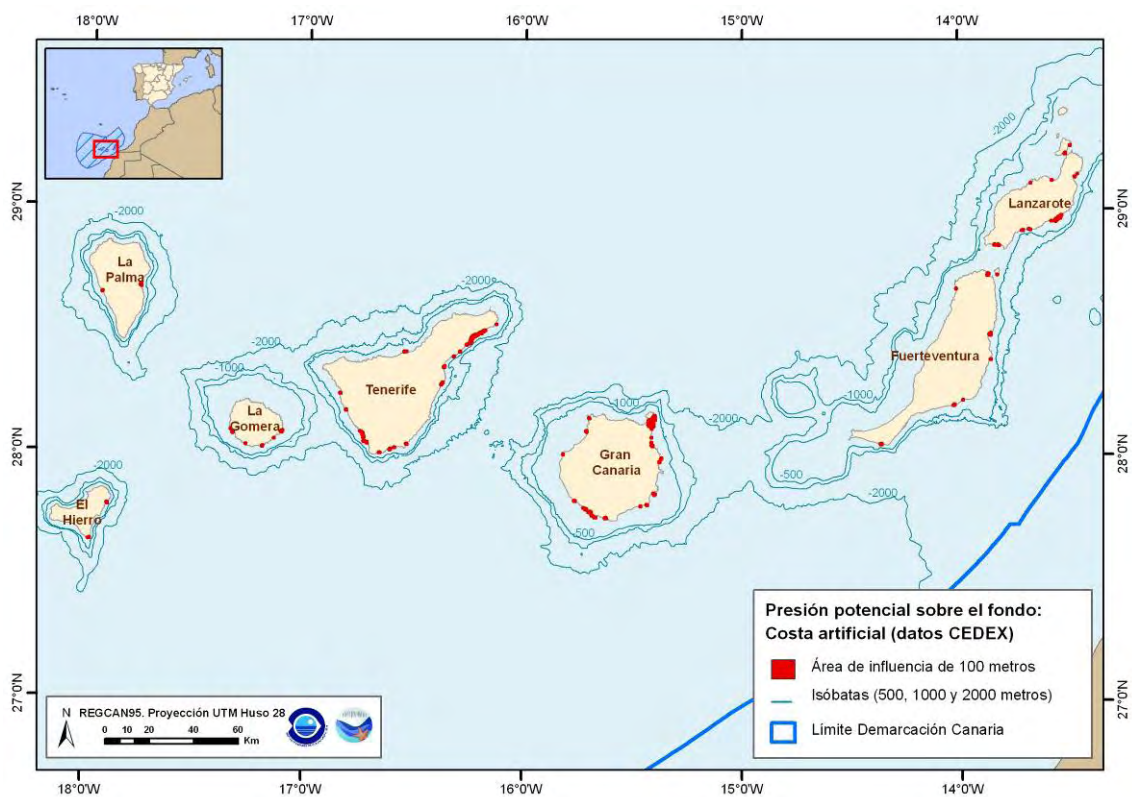 18°0'W 17°0'W 16°0'W 15°0'W 14°0'W
29°0'N
28°0'N
27°0'N
29°0'N
28°0'N
27°0'N
-2000
Lanzarote
-2000
La
Palma
-2000
-2000
-1000
Fuerteventura
Tenerife
La
Gomera
-1000
-2000
-1000
Gran
Canaria
-500
-2000
El
Hierro
-500
-2000
Presión potencial sobre el fondo:
Costa artificial (datos CEDEX)
Área de influencia de 100 metros
Isóbatas (500, 1000 y 2000 metros)
Límite Demarcación Canaria
N REGCAN95. Proyección UTM Huso 28
0 10 20 40 60
Km
18°0'W 17°0'W 16°0'W 15°0'W 14°0'W